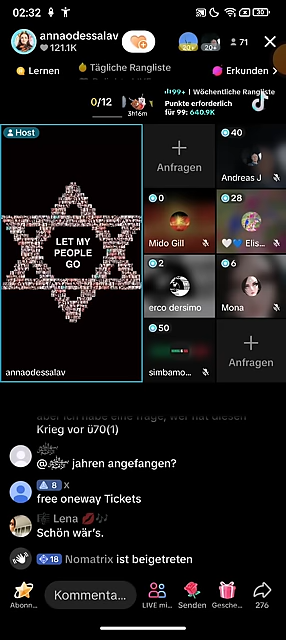 02:32
30
annaodessalav
121.1K
20+
20+
71
Lernen
Tägliche Rangliste
Erkunden
0/12
3h16m
99+ | Wöchentliche Rangliste
Punkte erforderlich
für 99: 640.9K
Host
LET MY
PEOPLE
GO
annaodessalav
Anfragen
40
Andreas J
0
Mido Gill
28
Elis...
2
erco dersimo
6
Mona
50
simbamo...
Anfragen
aber ich habe eine frage, wer hat diesen
Krieg vor ü70(1)
@ jahren angefangen?
8 x
free oneway Tickets
Lena
Schön wär's.
18 Nomatrix ist beigetreten
Kommenta...
Abonn...
LIVE mi...
Senden
Gesche...
276